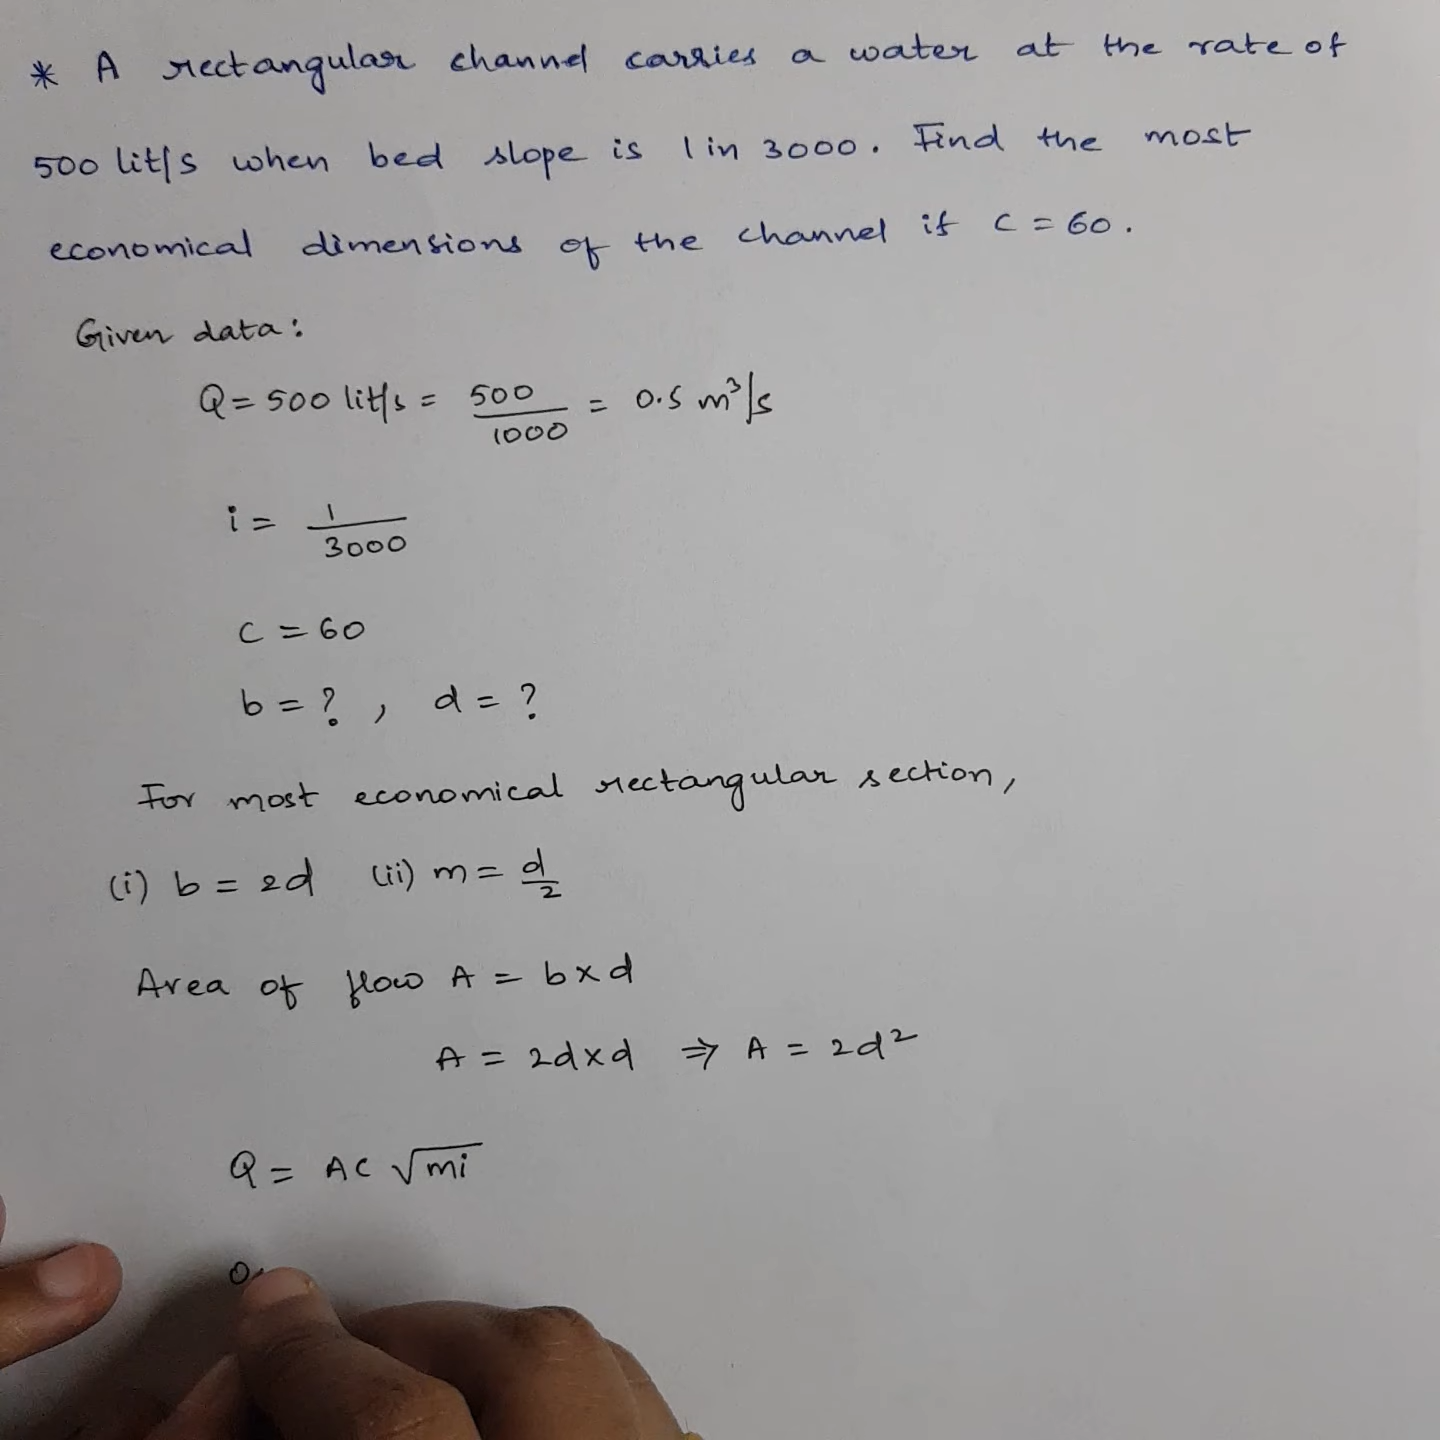 * A rectangular channel carries a water at the rate of
500 lit/s when bed slope is 1 in 3000. Find the most
economical dimensions of the channel if C = 60.
Given data:
Q = 500 lit/s = 500/1000 = 0.5 m³/s
i = 1/3000
C = 60
b = ? , d = ?
For most economical rectangular section,
(i) b = 2d (ii) m = d/2
Area of flow A = b×d
A = 2d×d ⇒ A = 2d²
Q = AC √mi
0.